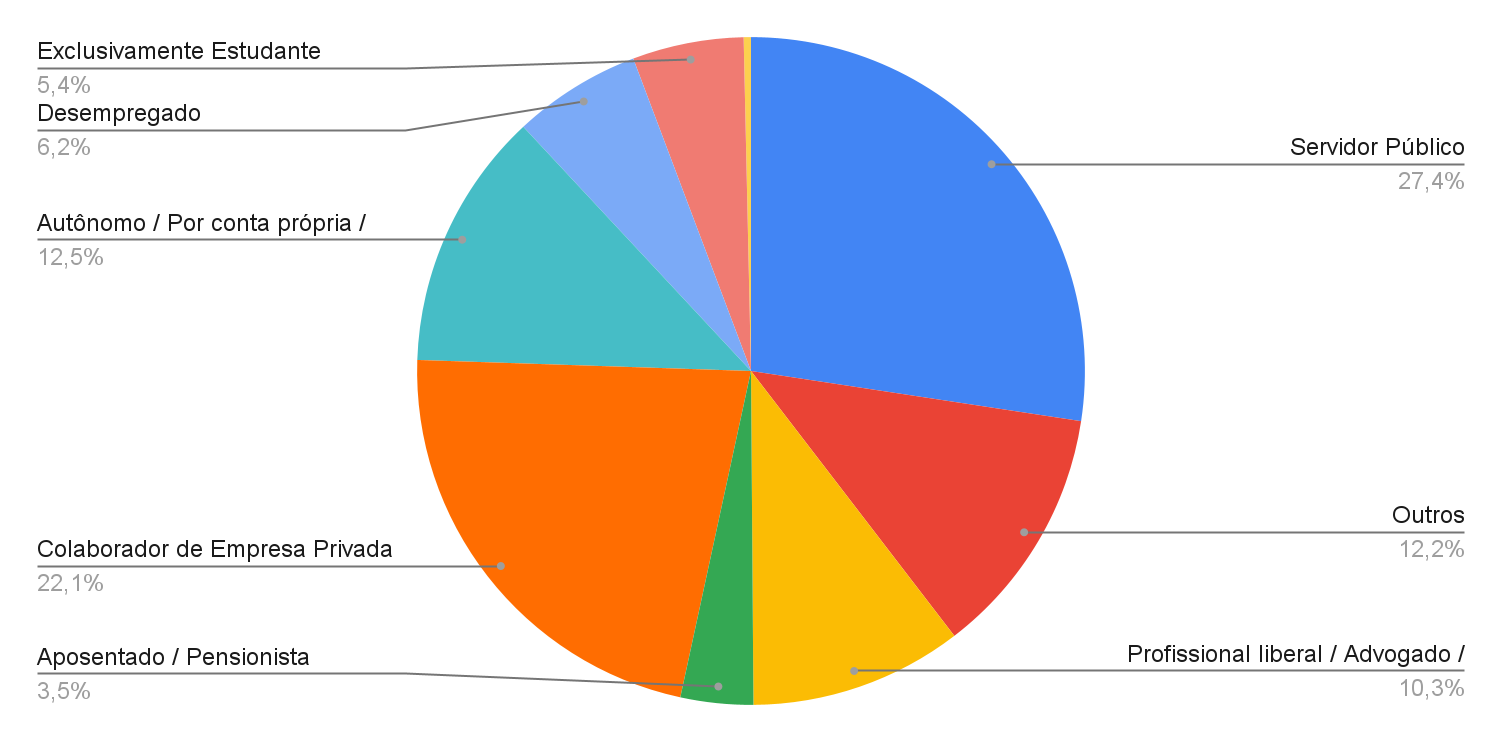 Exclusivamente Estudante
5,4%
Desempregado
6,2%
Autônomo / Por conta própria /
12,5%
Colaborador de Empresa Privada
22,1%
Aposentado / Pensionista
3,5%
Servidor Público
27,4%
Outros
12,2%
Profissional liberal / Advogado /
10,3%